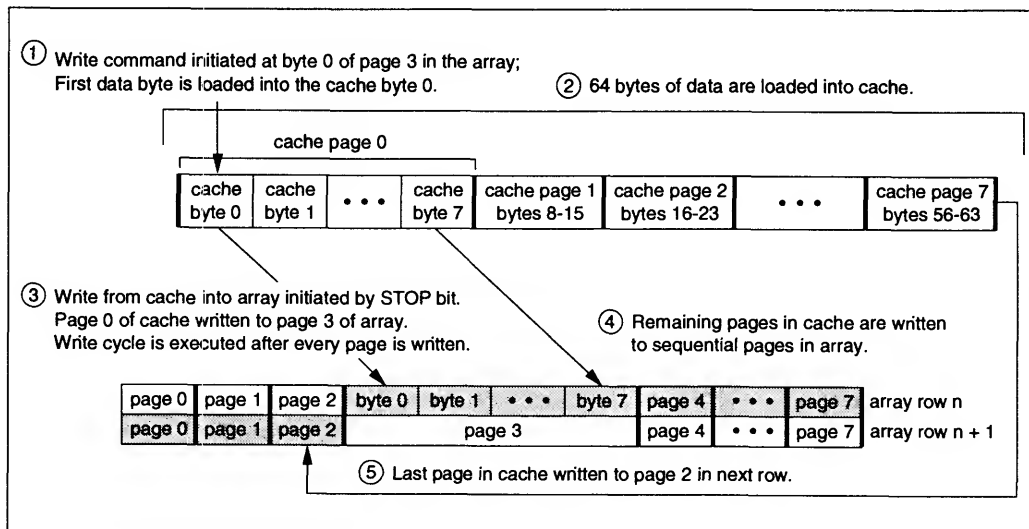 ① Write command initiated at byte 0 of page 3 in the array;
First data byte is loaded into the cache byte 0.
② 64 bytes of data are loaded into cache.
cache page 0
cache byte 0 cache byte 1 • • • cache byte 7 cache page 1 bytes 8-15 cache page 2 bytes 16-23 • • • cache page 7 bytes 56-63
③ Write from cache into array initiated by STOP bit.
Page 0 of cache written to page 3 of array.
Write cycle is executed after every page is written.
④ Remaining pages in cache are written
to sequential pages in array.
page 0 page 1 page 2 byte 0 byte 1 • • • byte 7 page 4 • • • page 7 array row n
page 0 page 1 page 2 page 3 page 4 • • • page 7 array row n + 1
⑤ Last page in cache written to page 2 in next row.